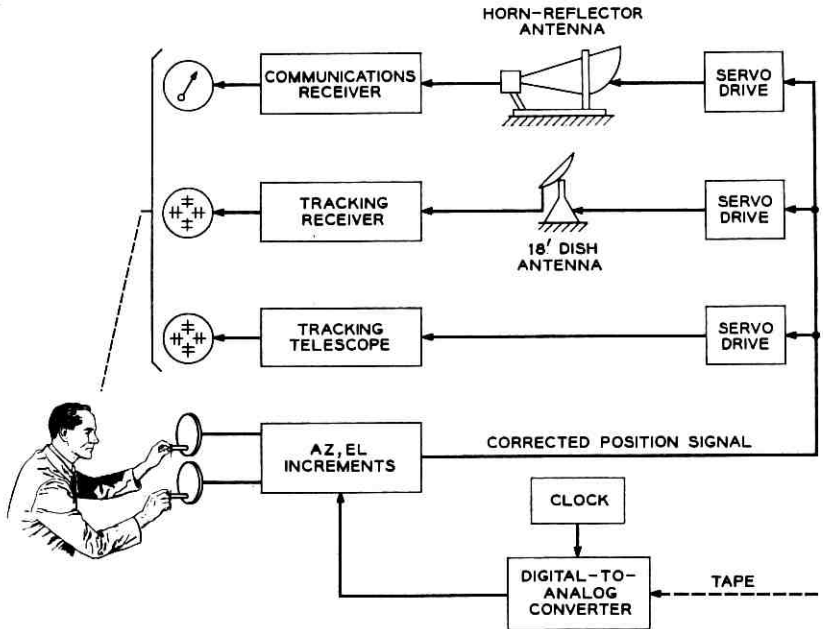 HORN-REFLECTOR
ANTENNA
COMMUNICATIONS
RECEIVER
SERVO
DRIVE
TRACKING
RECEIVER
18' DISH
ANTENNA
SERVO
DRIVE
TRACKING
TELESCOPE
SERVO
DRIVE
AZ, EL
INCREMENTS
CORRECTED POSITION SIGNAL
CLOCK
DIGITAL-TO-
ANALOG
CONVERTER
TAPE